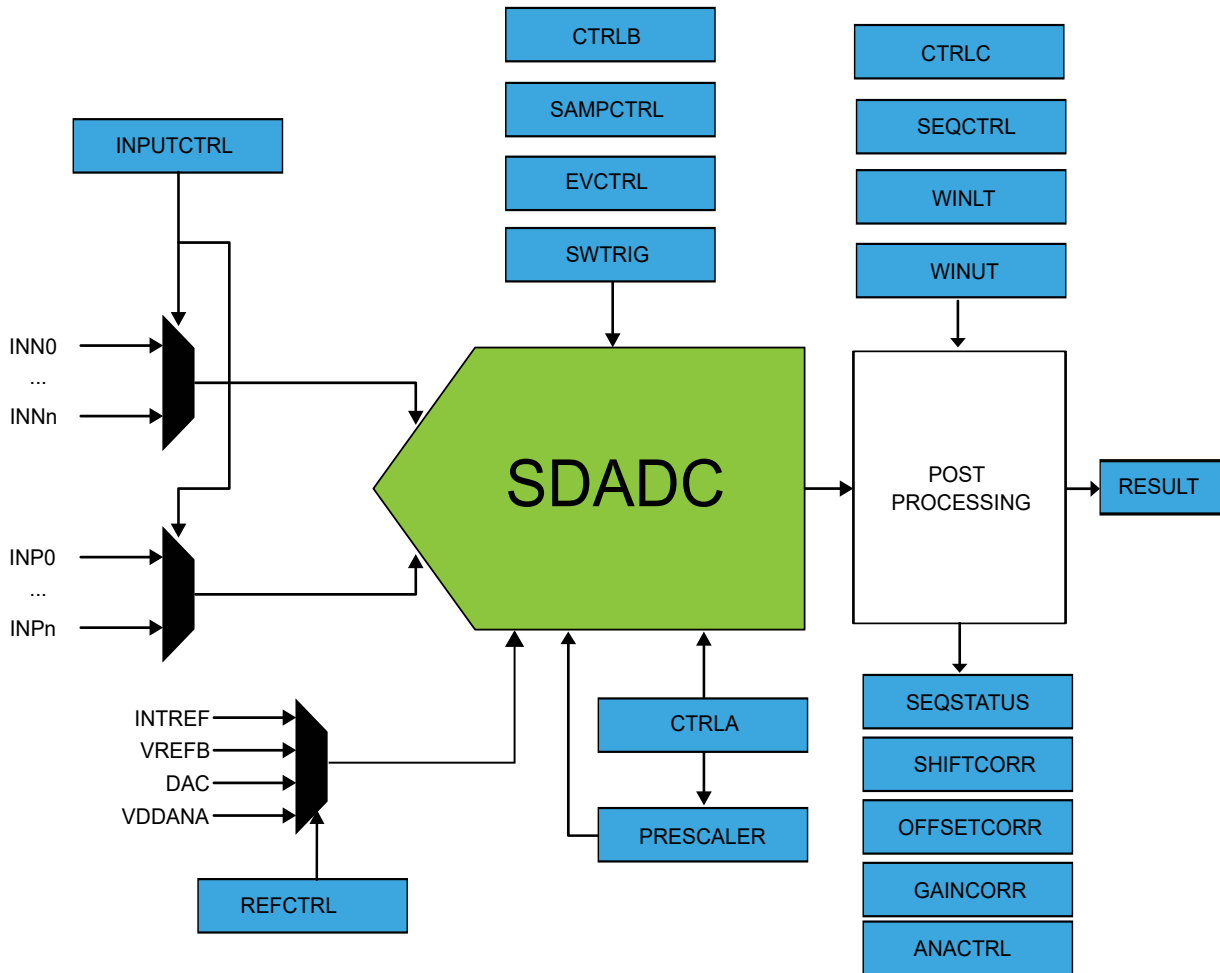 CTRLB
CTRLC
SAMPCTRL
SEQCTRL
INPUTCTRL
EVCTRL
WINLT
SWTRIG
WINUT
INN0
...
INNn
SDADC
POST
PROCESSING
RESULT
INP0
...
INPn
INTREF
VREFB
DAC
VDDANA
CTRLA
PRESCALER
REFCTRL
SEQSTATUS
SHIFTCORR
OFFSETCORR
GAINCORR
ANACTRL